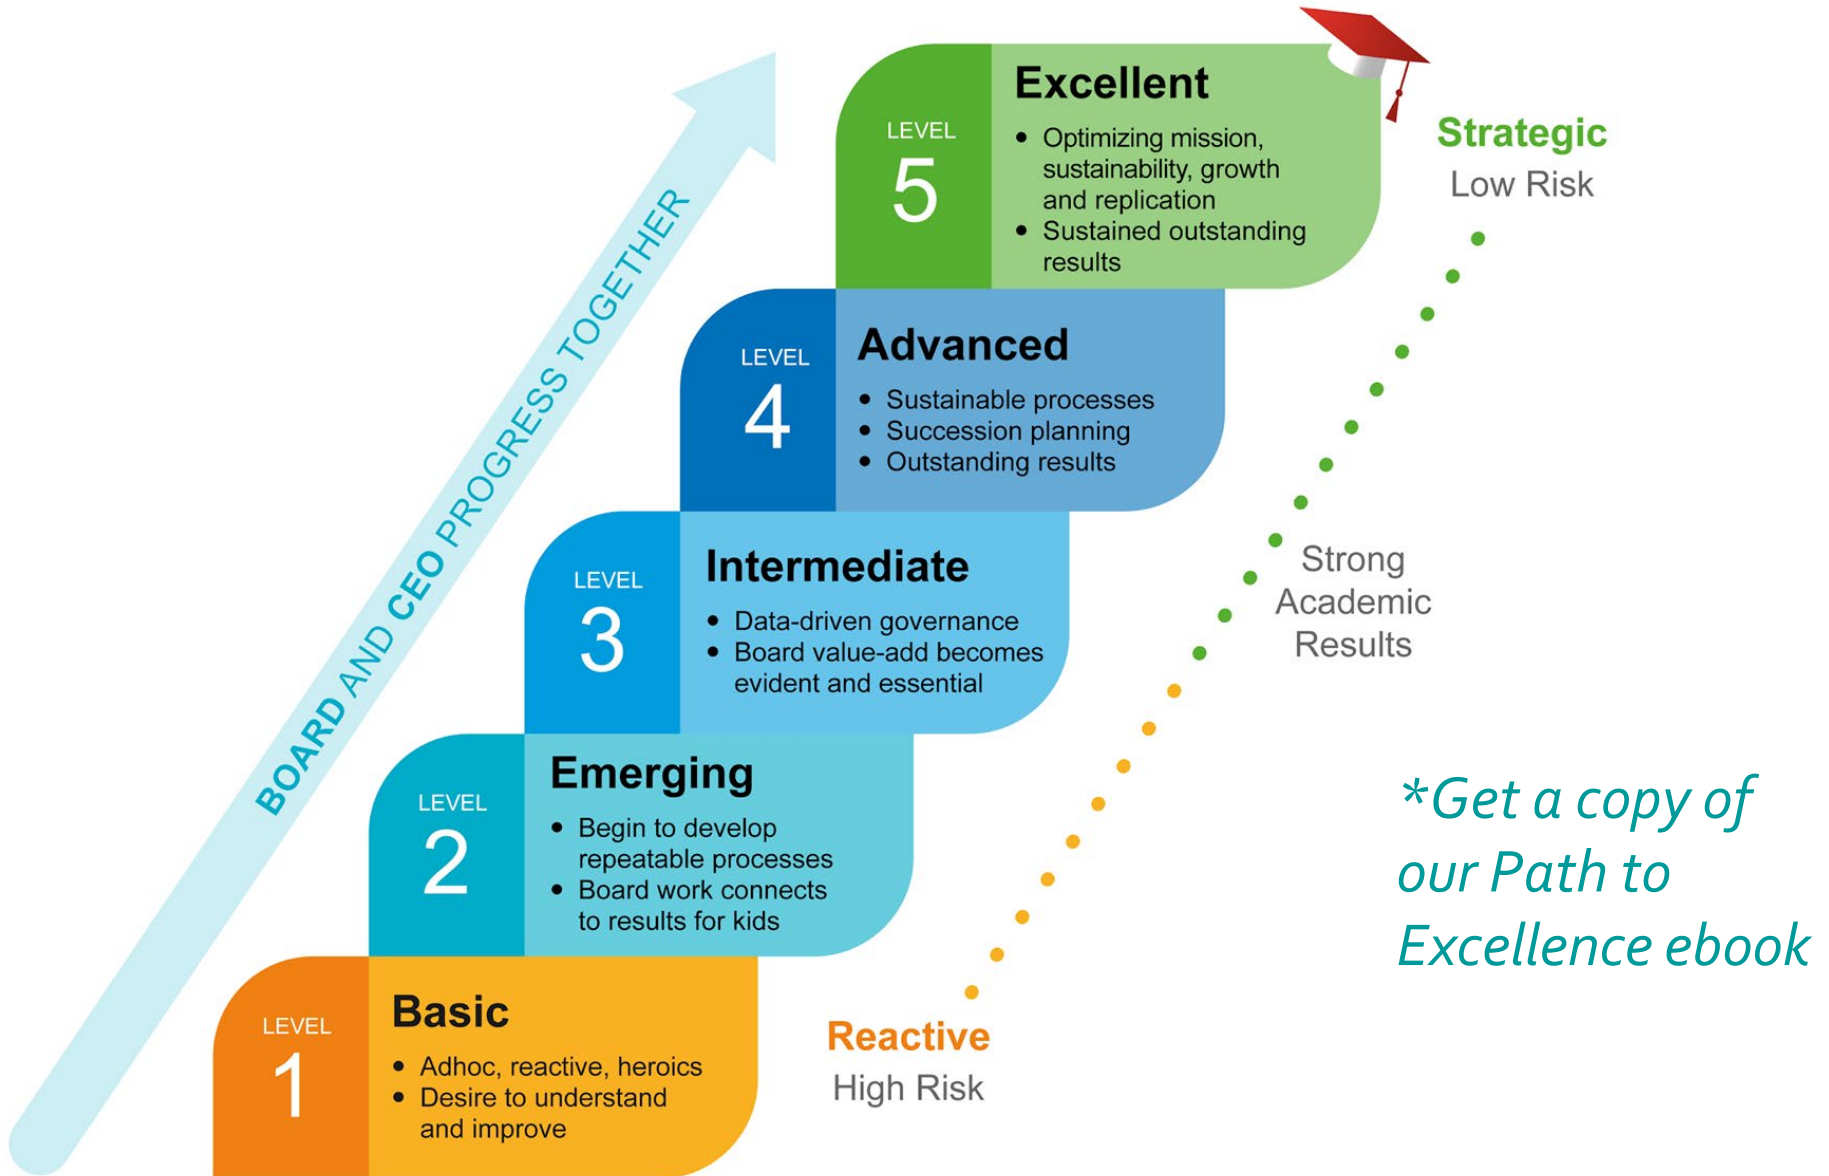 Excellent
LEVEL
5
• Optimizing mission,
sustainability, growth
and replication
• Sustained outstanding
results
Strategic
Low Risk
BOARD AND CEO PROGRESS TOGETHER
Advanced
LEVEL
4
• Sustainable processes
• Succession planning
• Outstanding results
Intermediate
LEVEL
3
• Data-driven governance
• Board value-add becomes
evident and essential
Strong
Academic
Results
Emerging
LEVEL
2
• Begin to develop
repeatable processes
• Board work connects
to results for kids
*Get a copy of
our Path to
Excellence ebook
Basic
LEVEL
1
• Adhoc, reactive, heroics
• Desire to understand
and improve
Reactive
High Risk